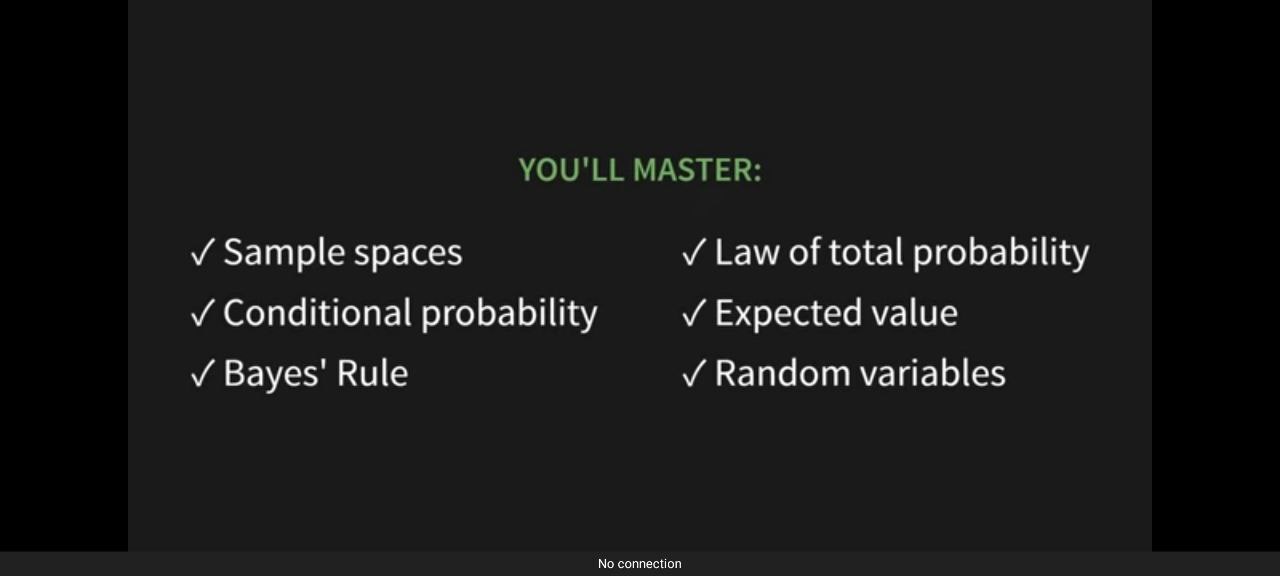 YOU'LL MASTER:
✓ Sample spaces
✓ Conditional probability
✓ Bayes' Rule
✓ Law of total probability
✓ Expected value
✓ Random variables
No connection